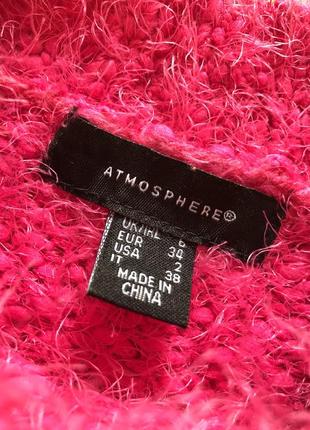 ATMOSPHERE®
UK/IRL 6
EUR 34
USA 2
IT 38
MADE IN
CHINA